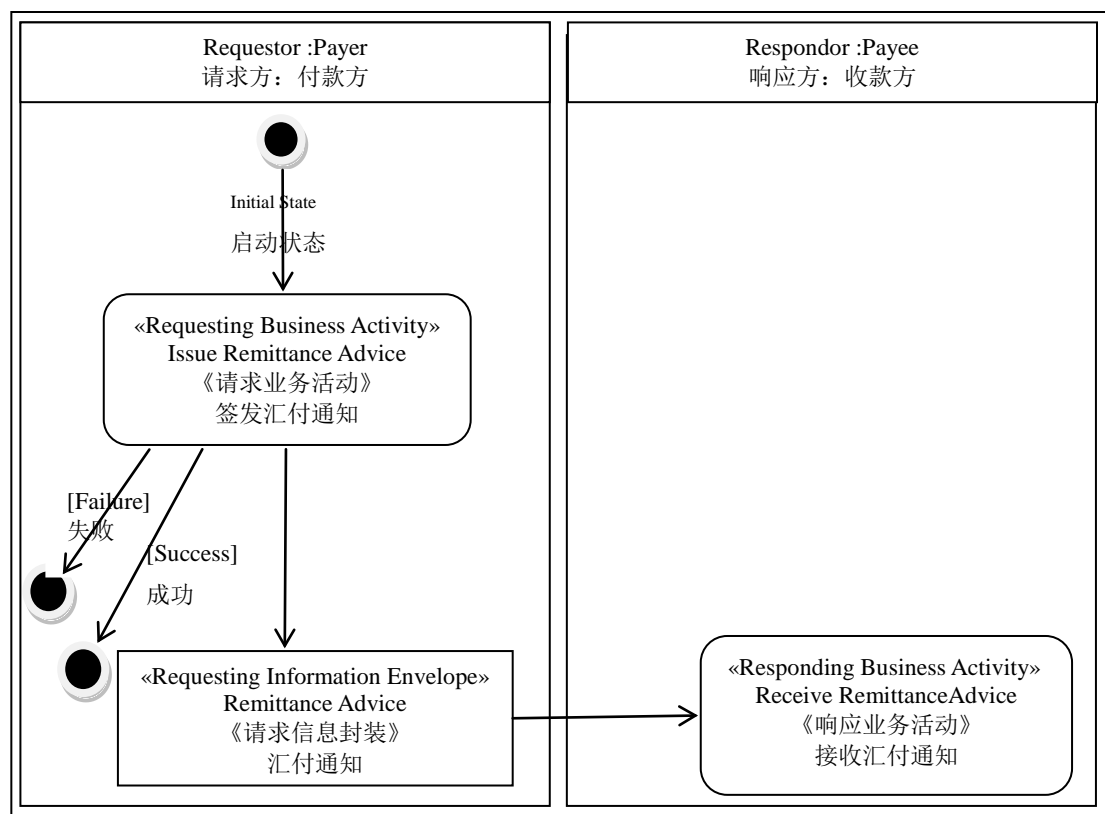 Requestor :Payer
请求方：付款方
Respondor :Payee
响应方：收款方
Initial State
启动状态
«Requesting Business Activity»
Issue Remittance Advice
《请求业务活动》
签发汇付通知
[Failure]
失败
[Success]
成功
«Requesting Information Envelope»
Remittance Advice
《请求信息封装》
汇付通知
«Responding Business Activity»
Receive RemittanceAdvice
《响应业务活动》
接收汇付通知